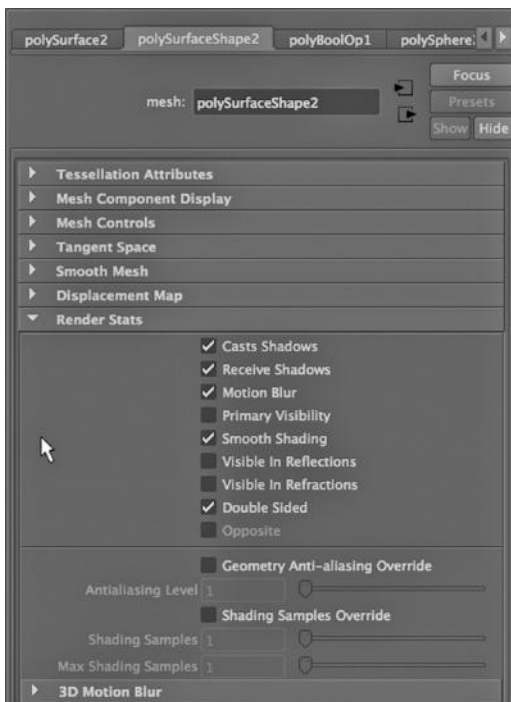 polySurface2 polySurfaceShape2 polyBoolOp1 polySphere
Focus
mesh: polySurfaceShape2
Presets
Show Hide
Tessellation Attributes
Mesh Component Display
Mesh Controls
Tangent Space
Smooth Mesh
Displacement Map
Render Stats
Casts Shadows
Receive Shadows
Motion Blur
Primary Visibility
Smooth Shading
Visible In Reflections
Visible In Refractions
Double Sided
Opposite
Geometry Anti-aliasing Override
Antialiasing Level 1
Shading Samples Override
Shading Samples 1
Max Shading Samples 1
3D Motion Blur